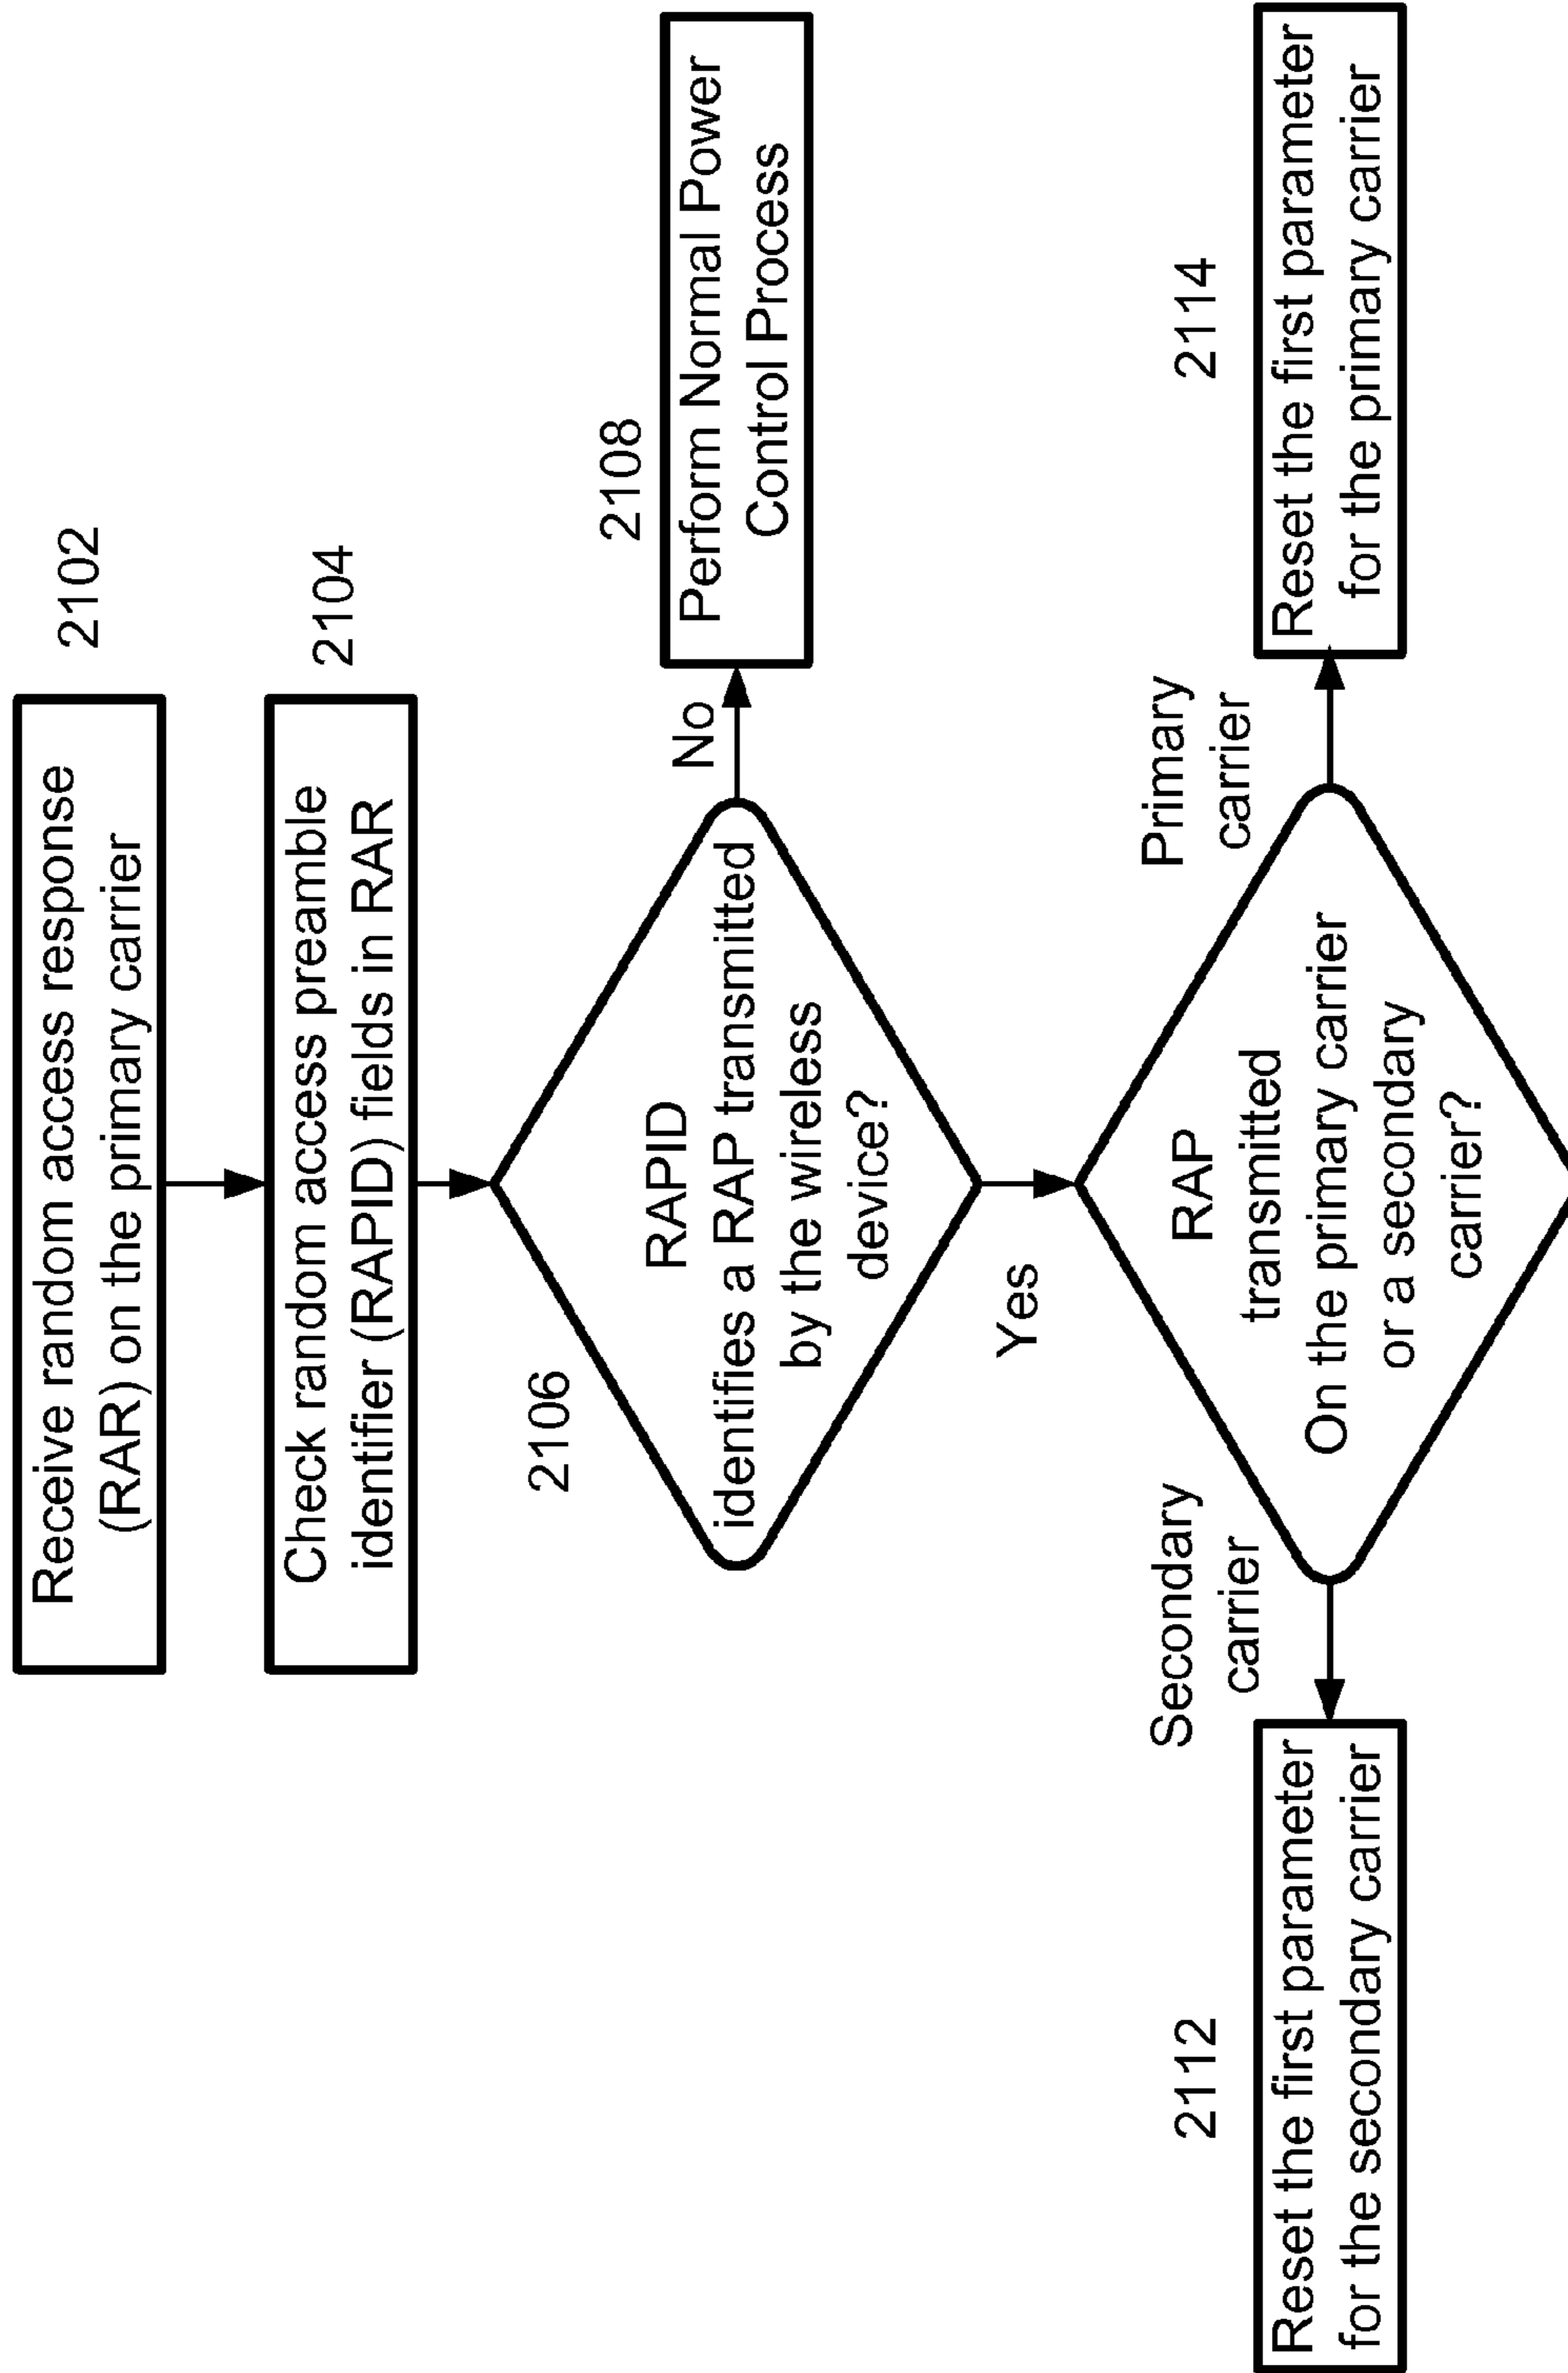 Receive random access response
(RAR) on the primary carrier
2102
Check random access preamble
identifier (RAPID) fields in RAR
2104
2106
RAPID
identifies a RAP transmitted
by the wireless
device?
No
2108
Perform Normal Power
Control Process
Yes
RAP
transmitted
On the primary carrier
or a secondary
carrier?
Secondary
carrier
2112
Reset the first parameter
for the secondary carrier
Primary
carrier
2114
Reset the first parameter
for the primary carrier